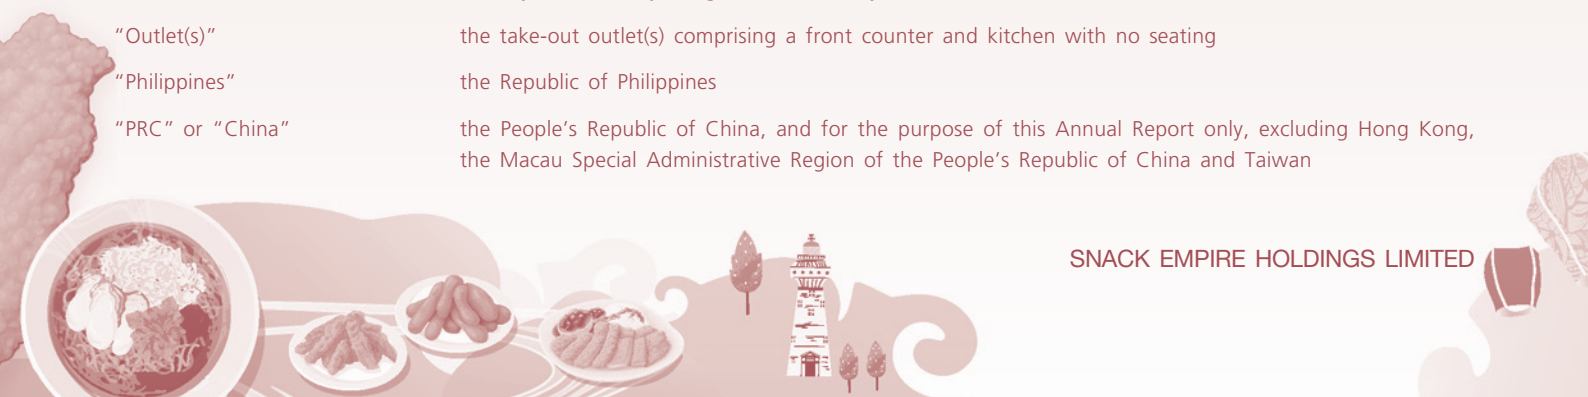 “Outlet(s)” the take-out outlet(s) comprising a front counter and kitchen with no seating
“Philippines” the Republic of Philippines
“PRC” or “China” the People’s Republic of China, and for the purpose of this Annual Report only, excluding Hong Kong,
the Macau Special Administrative Region of the People’s Republic of China and Taiwan
SNACK EMPIRE HOLDINGS LIMITED